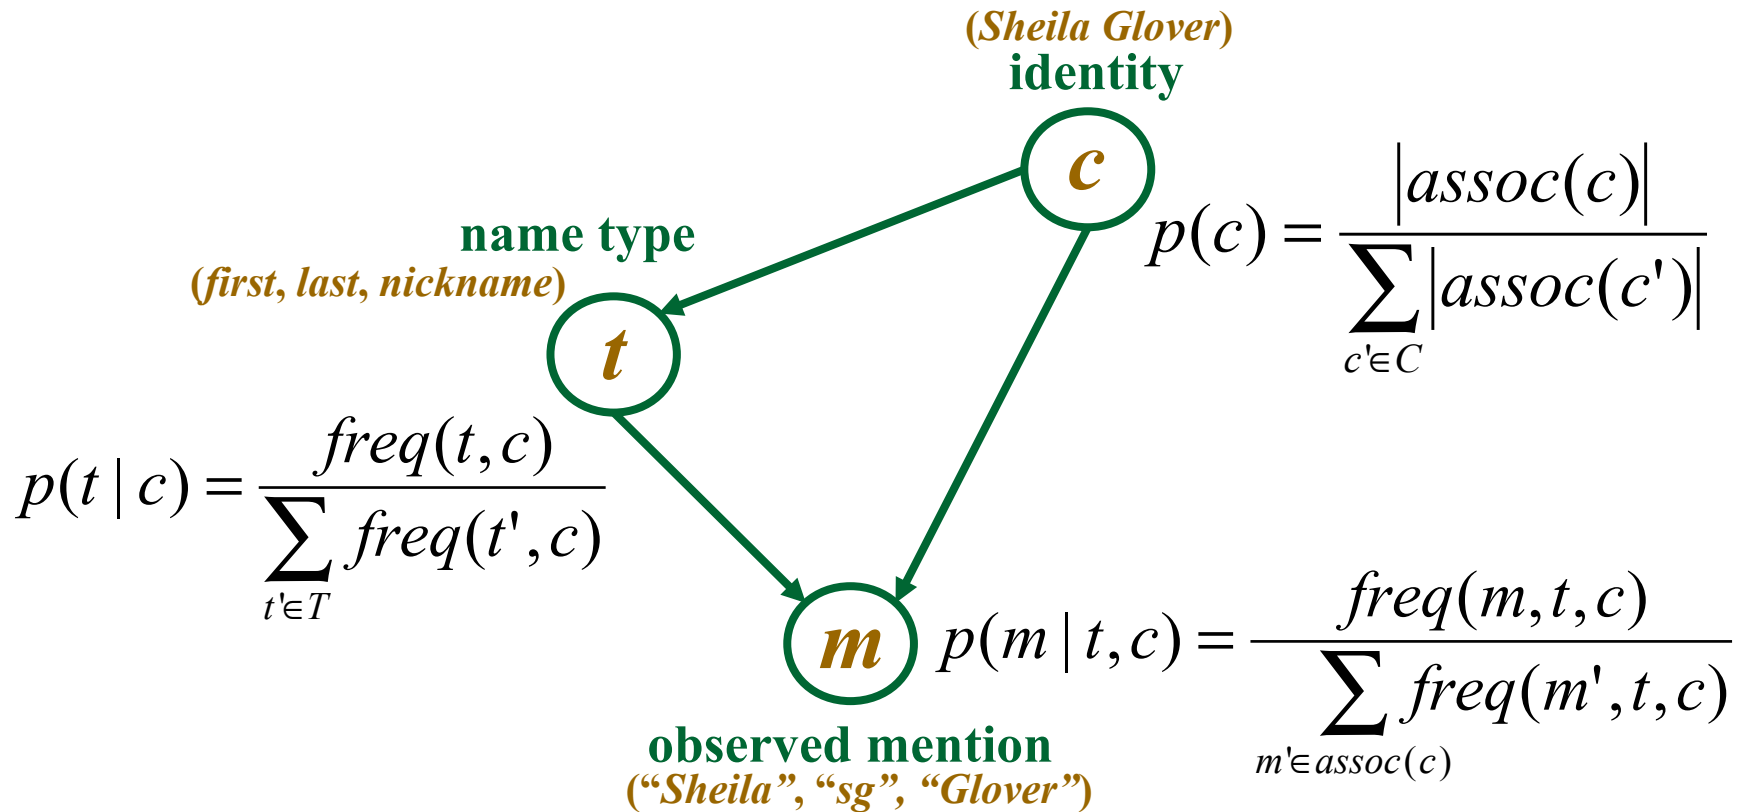 (Sheila Glover)
identity
c
p(c) = |assoc(c)| / ∑_{c'∈C} |assoc(c')|
name type
(first, last, nickname)
t
p(t | c) = freq(t, c) / ∑_{t'∈T} freq(t', c)
m
p(m | t, c) = freq(m, t, c) / ∑_{m'∈assoc(c)} freq(m', t, c)
observed mention
(“Sheila”, “sg”, “Glover”)